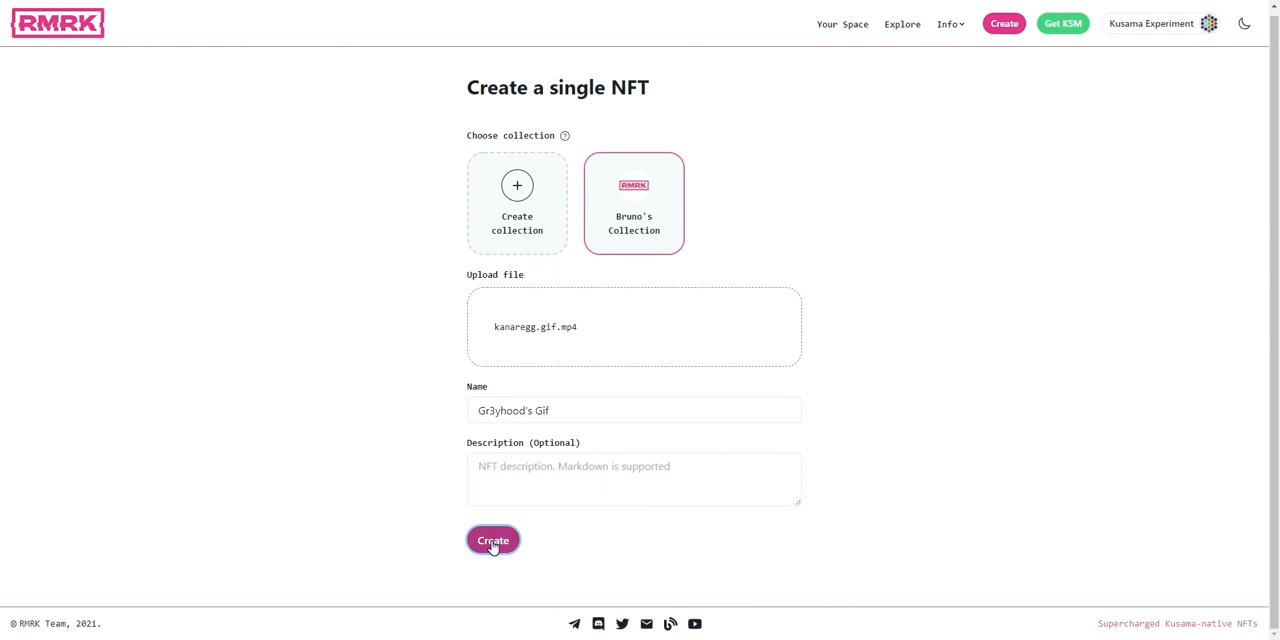 RMRK
Your Space
Explore
Info
Create
Get KSM
Kusama Experiment
Create a single NFT
Choose collection ?
Create
collection
RMRK
Bruno's
Collection
Upload file
kanaregg.gif.mp4
Name
Gr3yhood's Gif
Description (Optional)
NFT description. Markdown is supported
Create
© RMRK Team, 2021.
Supercharged Kusama-native NFTs